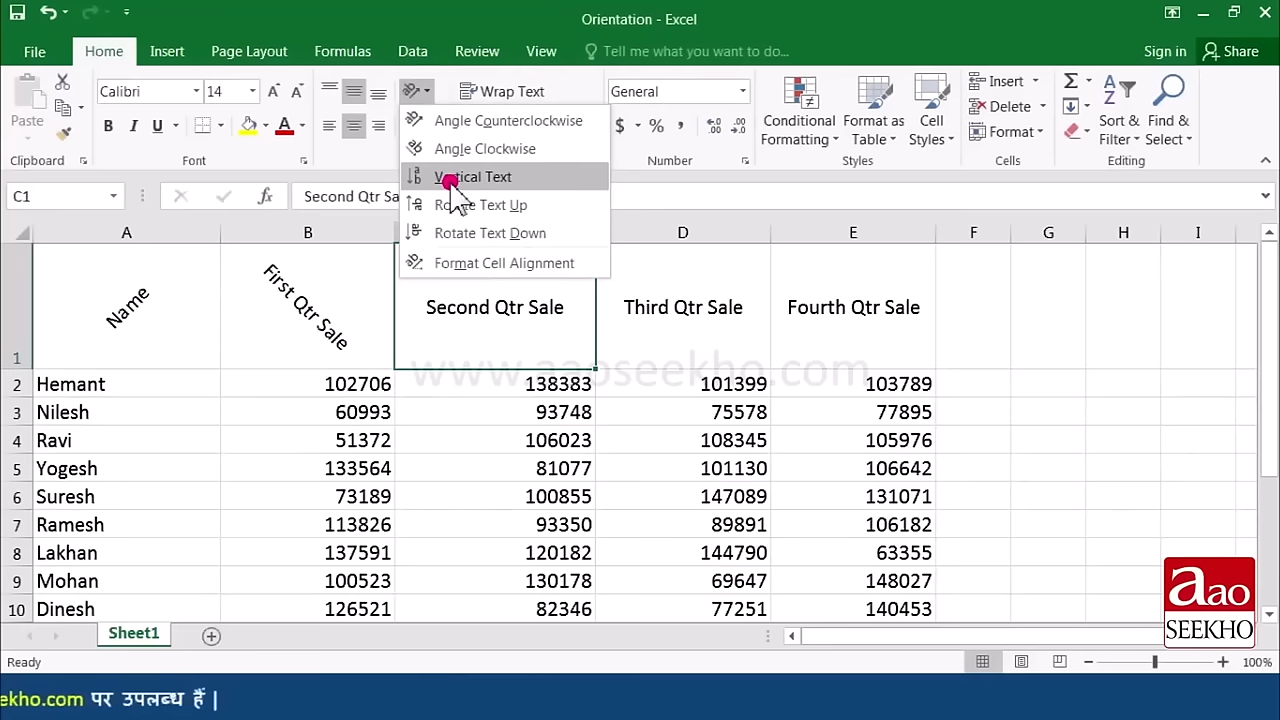 Orientation - Excel
File Home Insert Page Layout Formulas Data Review View Tell me what you want to do... Sign in Share
Paste
Calibri 14
B I U A
Wrap Text
General
$ % ,
Conditional Formatting
Format as Table
Cell Styles
Insert
Delete
Format
Sort & Filter
Find & Select
Clipboard Font Number Styles Cells Editing
Angle Counterclockwise
Angle Clockwise
Vertical Text
Rotate Text Up
Rotate Text Down
Format Cell Alignment
C1 fx Second Qtr Sa
A B D E F G H I
1 Name First Qtr Sale Second Qtr Sale Third Qtr Sale Fourth Qtr Sale
www.aaoseekho.com
2 Hemant 102706 138383 101399 103789
3 Nilesh 60993 93748 75578 77895
4 Ravi 51372 106023 108345 105976
5 Yogesh 133564 81077 101130 106642
6 Suresh 73189 100855 147089 131071
7 Ramesh 113826 93350 89891 106182
8 Lakhan 137591 120182 144790 63355
9 Mohan 100523 130178 69647 148027
10 Dinesh 126521 82346 77251 140453
aao
SEEKHO
Sheet1
Ready 100%
ekho.com पर उपलब्ध हैं |